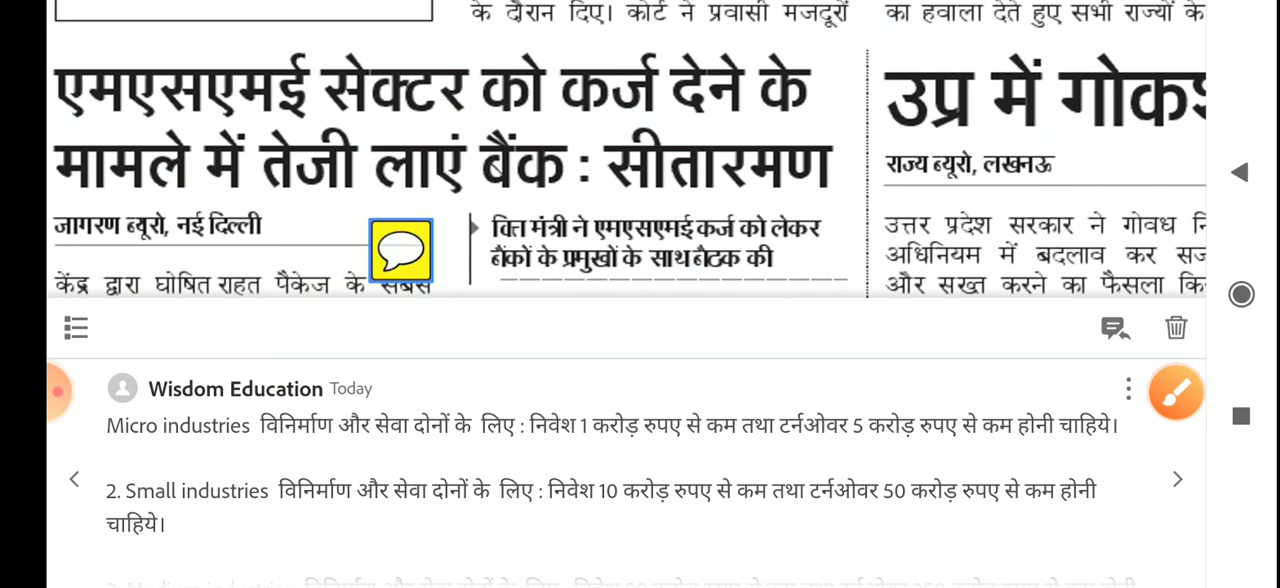 के दौरान दिए। कोर्ट ने प्रवासी मजदूरों
का हवाला देते हुए सभी राज्यों के
एमएसएमई सेक्टर को कर्ज देने के
मामले में तेजी लाएं बैंक : सीतारमण
जागरण ब्यूरो, नई दिल्ली
केंद्र द्वारा घोषित राहत पैकेज के सबसे
वित्त मंत्री ने एमएसएमई कर्ज को लेकर
बैंकों के प्रमुखों के साथ बैठक की
उप्र में
राज्य ब्यूरो, लखनऊ
उत्तर प्रदेश सरकार ने गोवध
अधिनियम में बदलाव कर
और सख्त करने का फैसला
Wisdom Education Today
Micro industries विनिर्माण और सेवा दोनों के लिए : निवेश 1 करोड़ रुपए से कम तथा टर्नओवर 5 करोड़ रुपए से कम होनी चाहिये।
2. Small industries विनिर्माण और सेवा दोनों के लिए : निवेश 10 करोड़ रुपए से कम तथा टर्नओवर 50 करोड़ रुपए से कम होनी
चाहिये।